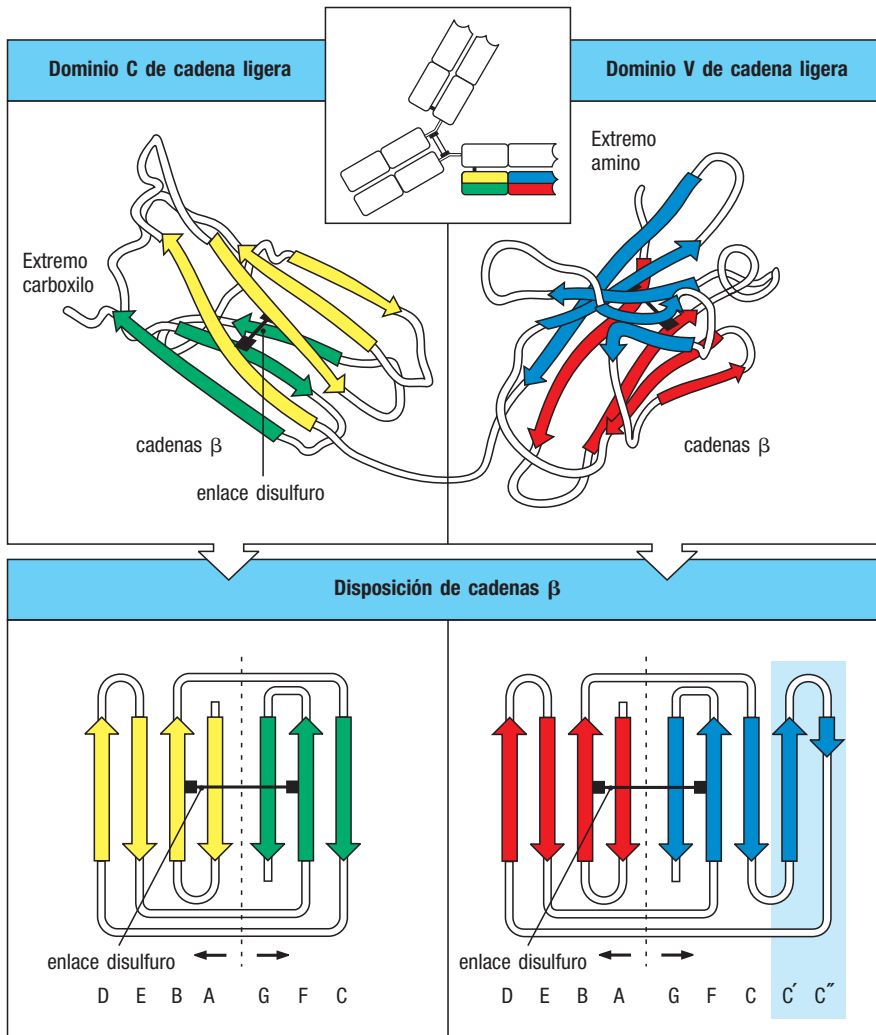 Dominio C de cadena ligera
Dominio V de cadena ligera
Extremo
amino
Extremo
carboxilo
cadenas β
enlace disulfuro
cadenas β
Disposición de cadenas β
enlace disulfuro
D E B A G F C
enlace disulfuro
D E B A G F C C′ C″